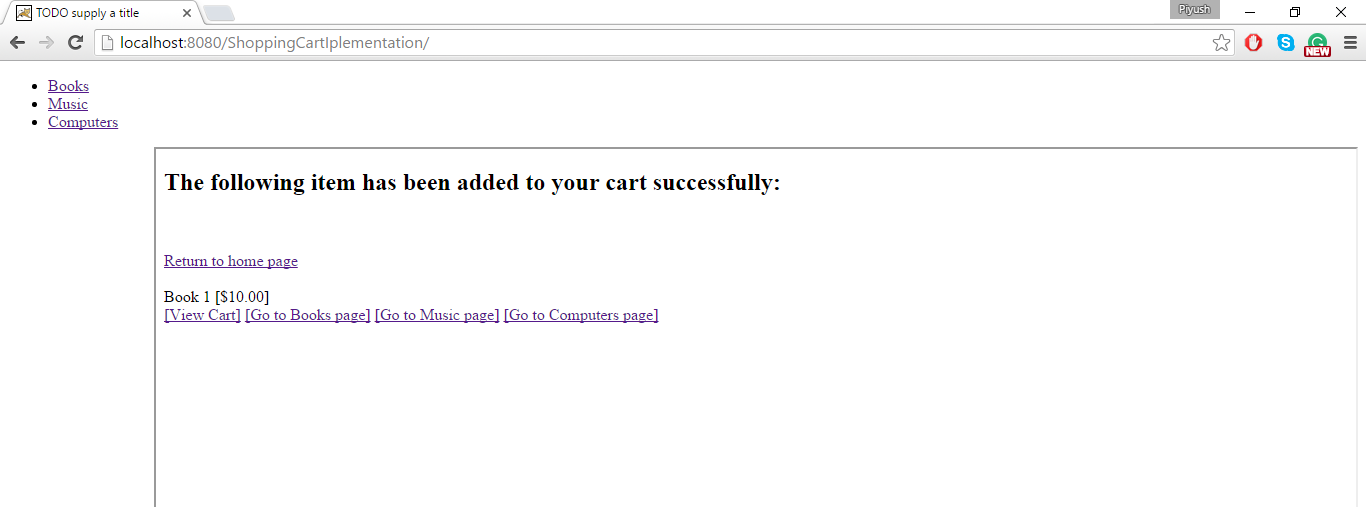 TODO supply a title
Piyush
localhost:8080/ShoppingCartIplementation/
NEW
Books
Music
Computers
The following item has been added to your cart successfully:
Return to home page
Book 1 [$10.00]
[View Cart] [Go to Books page] [Go to Music page] [Go to Computers page]